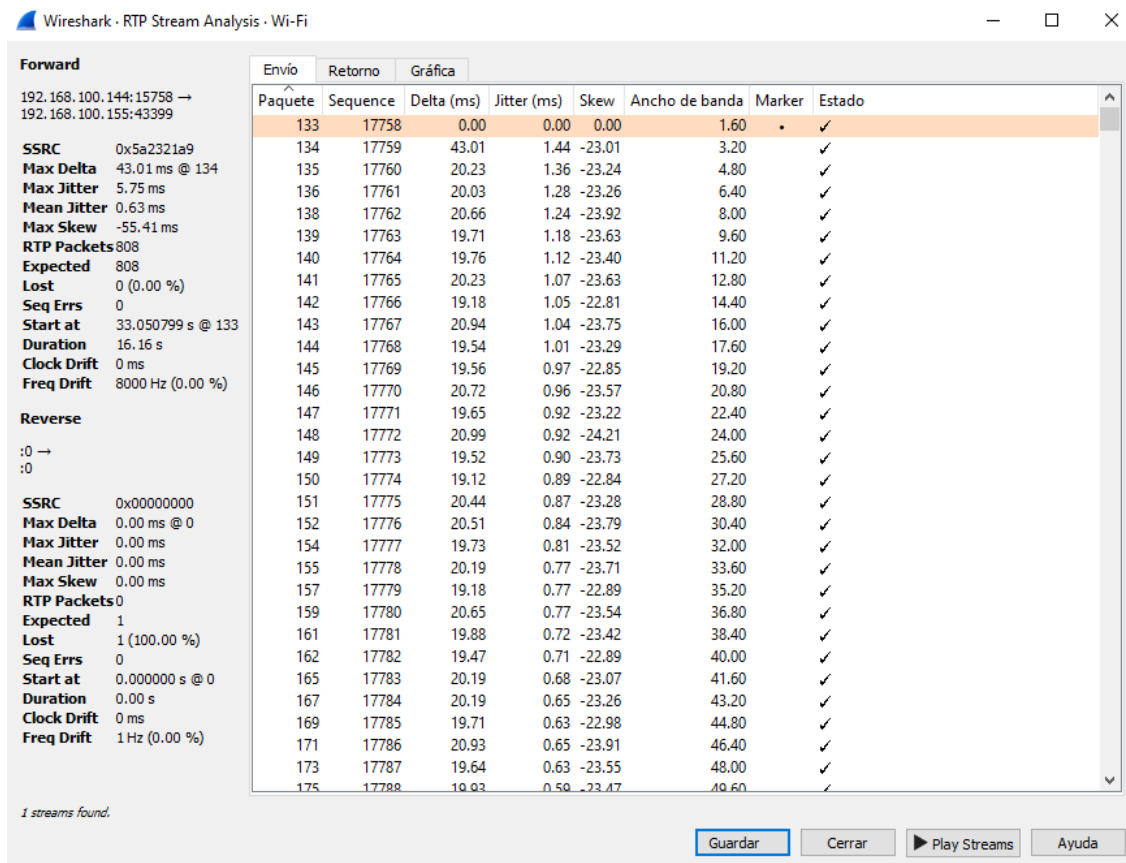 Wireshark · RTP Stream Analysis · Wi-Fi
Forward
192.168.100.144:15758 →
192.168.100.155:43399
SSRC 0x5a2321a9
Max Delta 43.01 ms @ 134
Max Jitter 5.75 ms
Mean Jitter 0.63 ms
Max Skew -55.41 ms
RTP Packets 808
Expected 808
Lost 0 (0.00 %)
Seq Errs 0
Start at 33.050799 s @ 133
Duration 16.16 s
Clock Drift 0 ms
Freq Drift 8000 Hz (0.00 %)
Reverse
:0 →
:0
SSRC 0x00000000
Max Delta 0.00 ms @ 0
Max Jitter 0.00 ms
Mean Jitter 0.00 ms
Max Skew 0.00 ms
RTP Packets 0
Expected 1
Lost 1 (100.00 %)
Seq Errs 0
Start at 0.000000 s @ 0
Duration 0.00 s
Clock Drift 0 ms
Freq Drift 1 Hz (0.00 %)
Envío Retorno Gráfica
Paquete Sequence Delta (ms) Jitter (ms) Skew Ancho de banda Marker Estado
133 17758 0.00 0.00 0.00 1.60 • ✓
134 17759 43.01 1.44 -23.01 3.20 ✓
135 17760 20.23 1.36 -23.24 4.80 ✓
136 17761 20.03 1.28 -23.26 6.40 ✓
138 17762 20.66 1.24 -23.92 8.00 ✓
139 17763 19.71 1.18 -23.63 9.60 ✓
140 17764 19.76 1.12 -23.40 11.20 ✓
141 17765 20.23 1.07 -23.63 12.80 ✓
142 17766 19.18 1.05 -22.81 14.40 ✓
143 17767 20.94 1.04 -23.75 16.00 ✓
144 17768 19.54 1.01 -23.29 17.60 ✓
145 17769 19.56 0.97 -22.85 19.20 ✓
146 17770 20.72 0.96 -23.57 20.80 ✓
147 17771 19.65 0.92 -23.22 22.40 ✓
148 17772 20.99 0.92 -24.21 24.00 ✓
149 17773 19.52 0.90 -23.73 25.60 ✓
150 17774 19.12 0.89 -22.84 27.20 ✓
151 17775 20.44 0.87 -23.28 28.80 ✓
152 17776 20.51 0.84 -23.79 30.40 ✓
154 17777 19.73 0.81 -23.52 32.00 ✓
155 17778 20.19 0.77 -23.71 33.60 ✓
157 17779 19.18 0.77 -22.89 35.20 ✓
159 17780 20.65 0.77 -23.54 36.80 ✓
161 17781 19.88 0.72 -23.42 38.40 ✓
162 17782 19.47 0.71 -22.89 40.00 ✓
165 17783 20.19 0.68 -23.07 41.60 ✓
167 17784 20.19 0.65 -23.26 43.20 ✓
169 17785 19.71 0.63 -22.98 44.80 ✓
171 17786 20.93 0.65 -23.91 46.40 ✓
173 17787 19.64 0.63 -23.55 48.00 ✓
175 17788 19.93 0.59 -23.47 49.60 ✓
1 streams found.
Guardar Cerrar Play Streams Ayuda